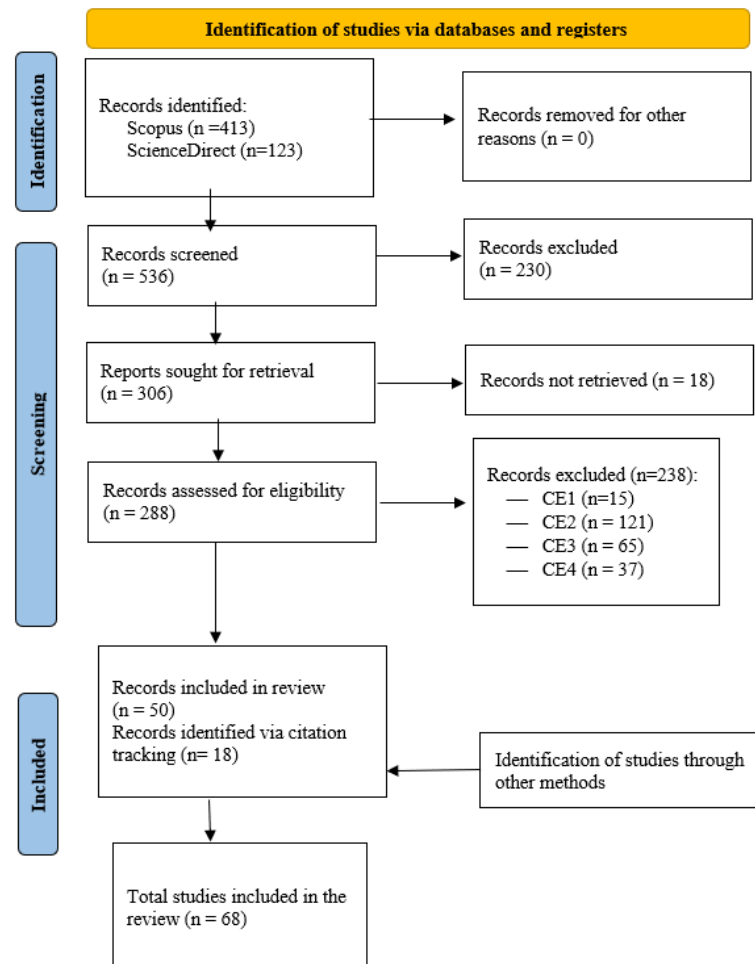 Identification of studies via databases and registers
Identification
Records identified:
Scopus (n =413)
ScienceDirect (n=123)
Records removed for other
reasons (n = 0)
Screening
Records screened
(n = 536)
Records excluded
(n = 230)
Reports sought for retrieval
(n = 306)
Records not retrieved (n = 18)
Records assessed for eligibility
(n = 288)
Records excluded (n=238):
— CE1 (n=15)
— CE2 (n = 121)
— CE3 (n = 65)
— CE4 (n = 37)
Included
Records included in review
(n = 50)
Records identified via citation
tracking (n= 18)
Identification of studies through
other methods
Total studies included in the
review (n = 68)